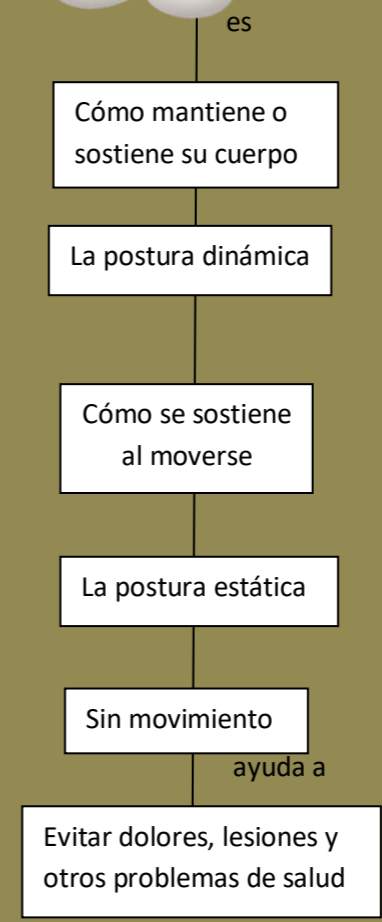 es
Cómo mantiene o
sostiene su cuerpo
La postura dinámica
Cómo se sostiene
al moverse
La postura estática
Sin movimiento
ayuda a
Evitar dolores, lesiones y
otros problemas de salud